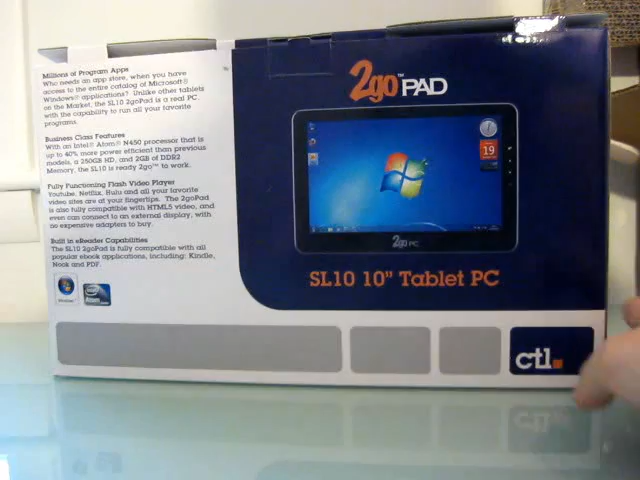 Millions of Program Apps
Who needs an app store, when you have
access to the entire catalog of Microsoft®
Windows® applications? Unlike other tablets
on the Market, the SL10 2goPad is a real PC,
with the capability to run all your favorite
programs.
Business Class Features
With an Intel® Atom® N450 processor that is
up to 40% more power efficient than previous
models, a 250GB HD, and 2GB of DDR2
Memory, the SL10 is ready 2go™ to work.
Fully Functioning Flash Video Player
Youtube, Netflix, Hulu and all your favorite
video sites are at your fingertips. The 2goPad
is also fully compatible with HTML5 video, and
even can connect to an external display, with
no expensive adapters to buy.
Built in eReader Capabilities
The SL10 2goPad is fully compatible with all
popular ebook applications, including: Kindle,
Nook and PDF.
Windows
Atom
2go™PAD
19
2go PC
SL10 10" Tablet PC
ctl